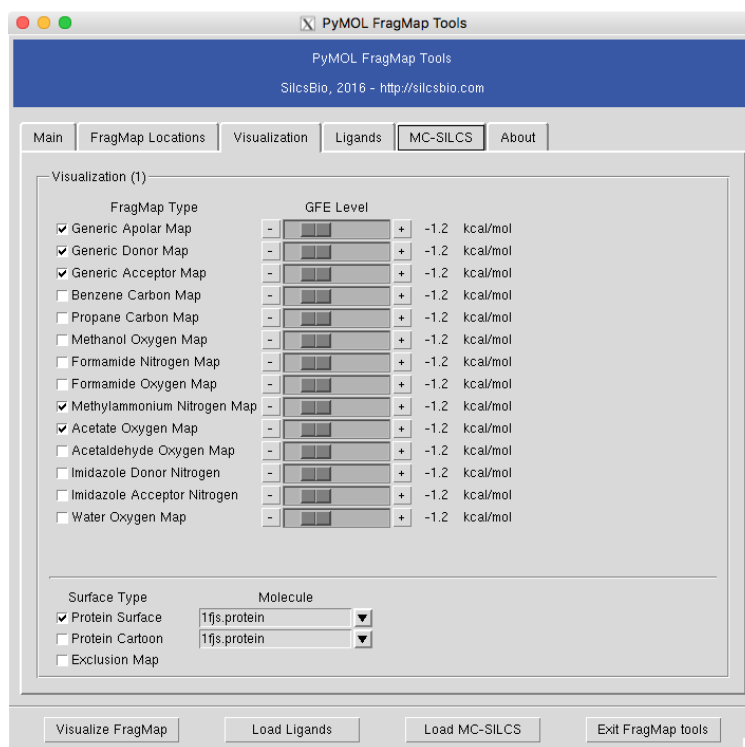 X PyMOL FragMap Tools
PyMOL FragMap Tools
SilcsBio, 2016 - http://silcsbio.com
Main FragMap Locations Visualization Ligands MC-SILCS About
Visualization (1)
FragMap Type GFE Level
Generic Apolar Map - + -1.2 kcal/mol
Generic Donor Map - + -1.2 kcal/mol
Generic Acceptor Map - + -1.2 kcal/mol
Benzene Carbon Map - + -1.2 kcal/mol
Propane Carbon Map - + -1.2 kcal/mol
Methanol Oxygen Map - + -1.2 kcal/mol
Formamide Nitrogen Map - + -1.2 kcal/mol
Formamide Oxygen Map - + -1.2 kcal/mol
Methylammonium Nitrogen Map - + -1.2 kcal/mol
Acetate Oxygen Map - + -1.2 kcal/mol
Acetaldehyde Oxygen Map - + -1.2 kcal/mol
Imidazole Donor Nitrogen - + -1.2 kcal/mol
Imidazole Acceptor Nitrogen - + -1.2 kcal/mol
Water Oxygen Map - + -1.2 kcal/mol
Surface Type Molecule
Protein Surface 1fjs.protein
Protein Cartoon 1fjs.protein
Exclusion Map
Visualize FragMap Load Ligands Load MC-SILCS Exit FragMap tools